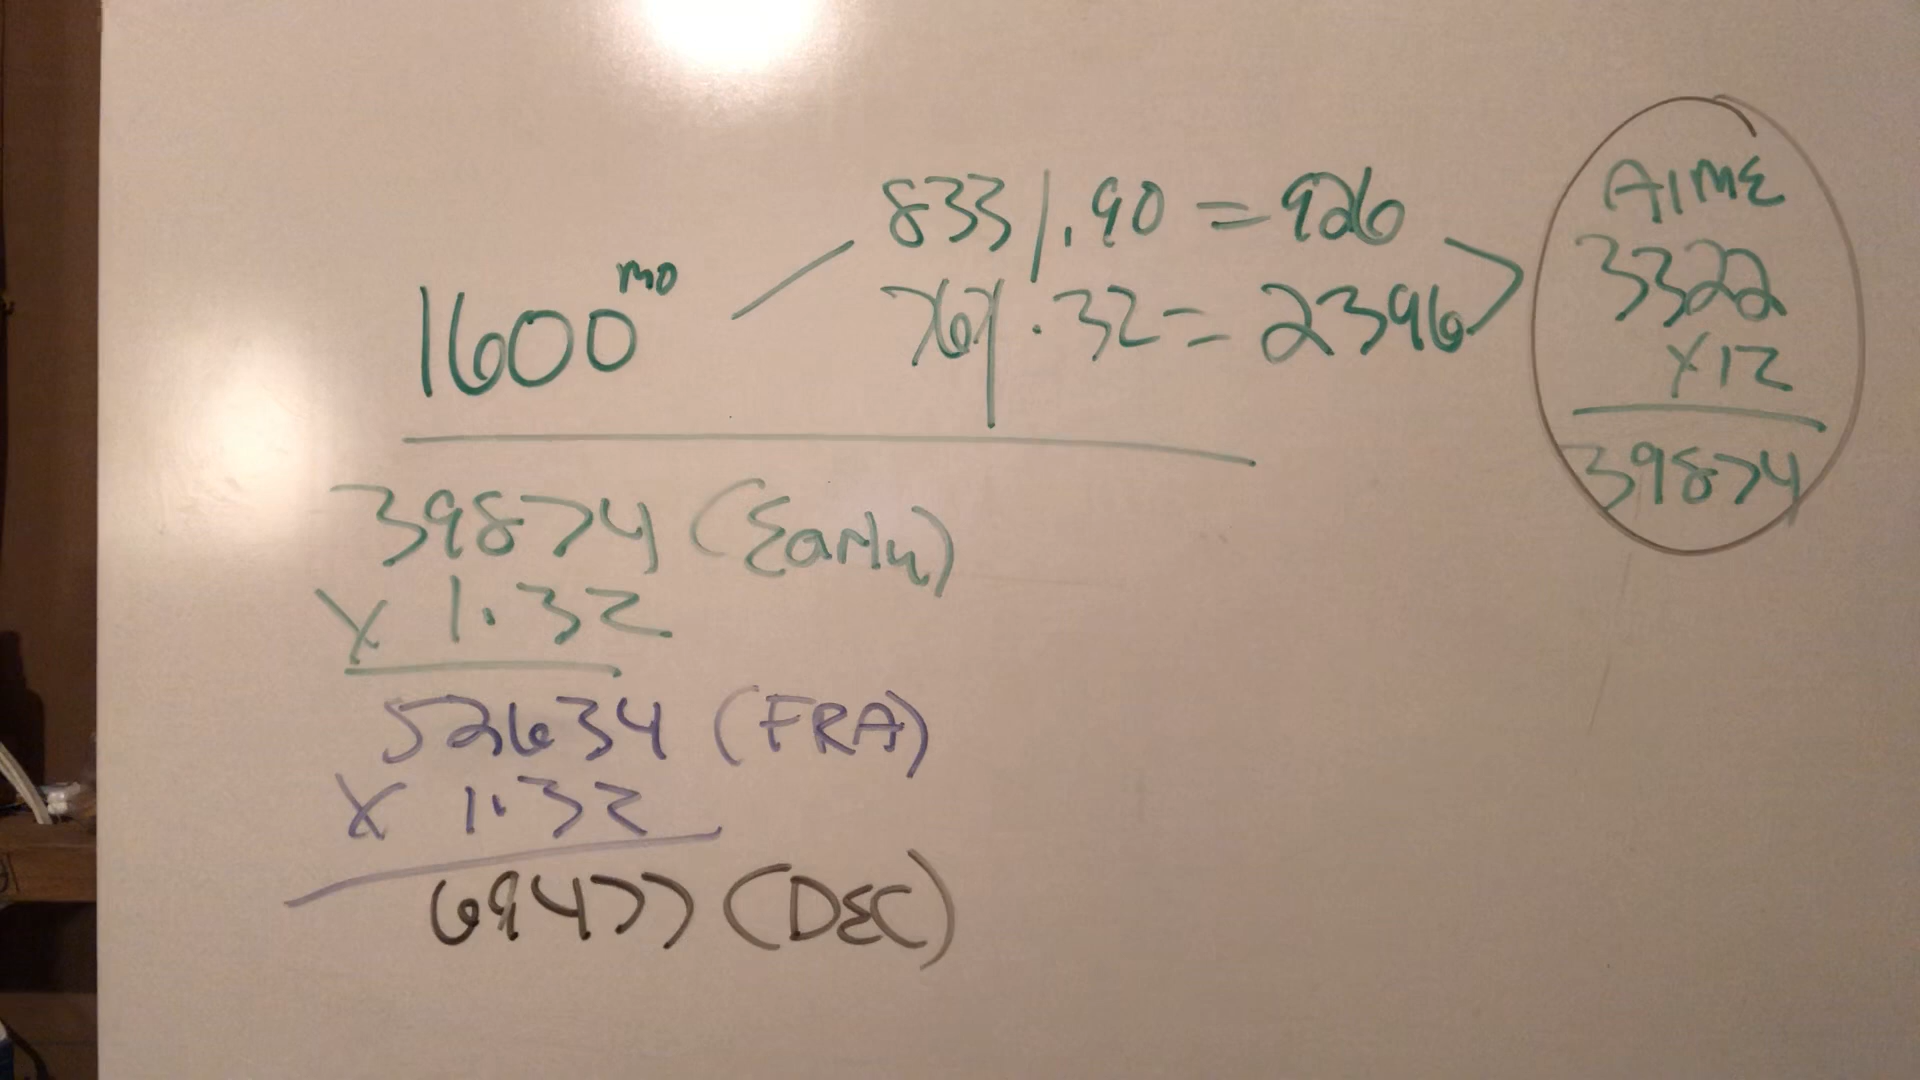 1600 mo
833/.90 = 926
767/.32 = 2396
AIME
3322
x12
39874
39874 (Early)
x 1.32
52634 (FRA)
x 1.32
69477 (DEC)